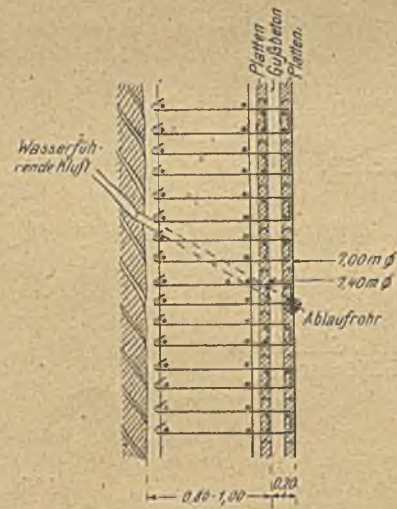 Platten
Gußbeton
Platten.
Wasserfüh-
rende Kluft
7,00 m ∅
7,40 m ∅
Ablaufrohr
0,80-1,00
0,20